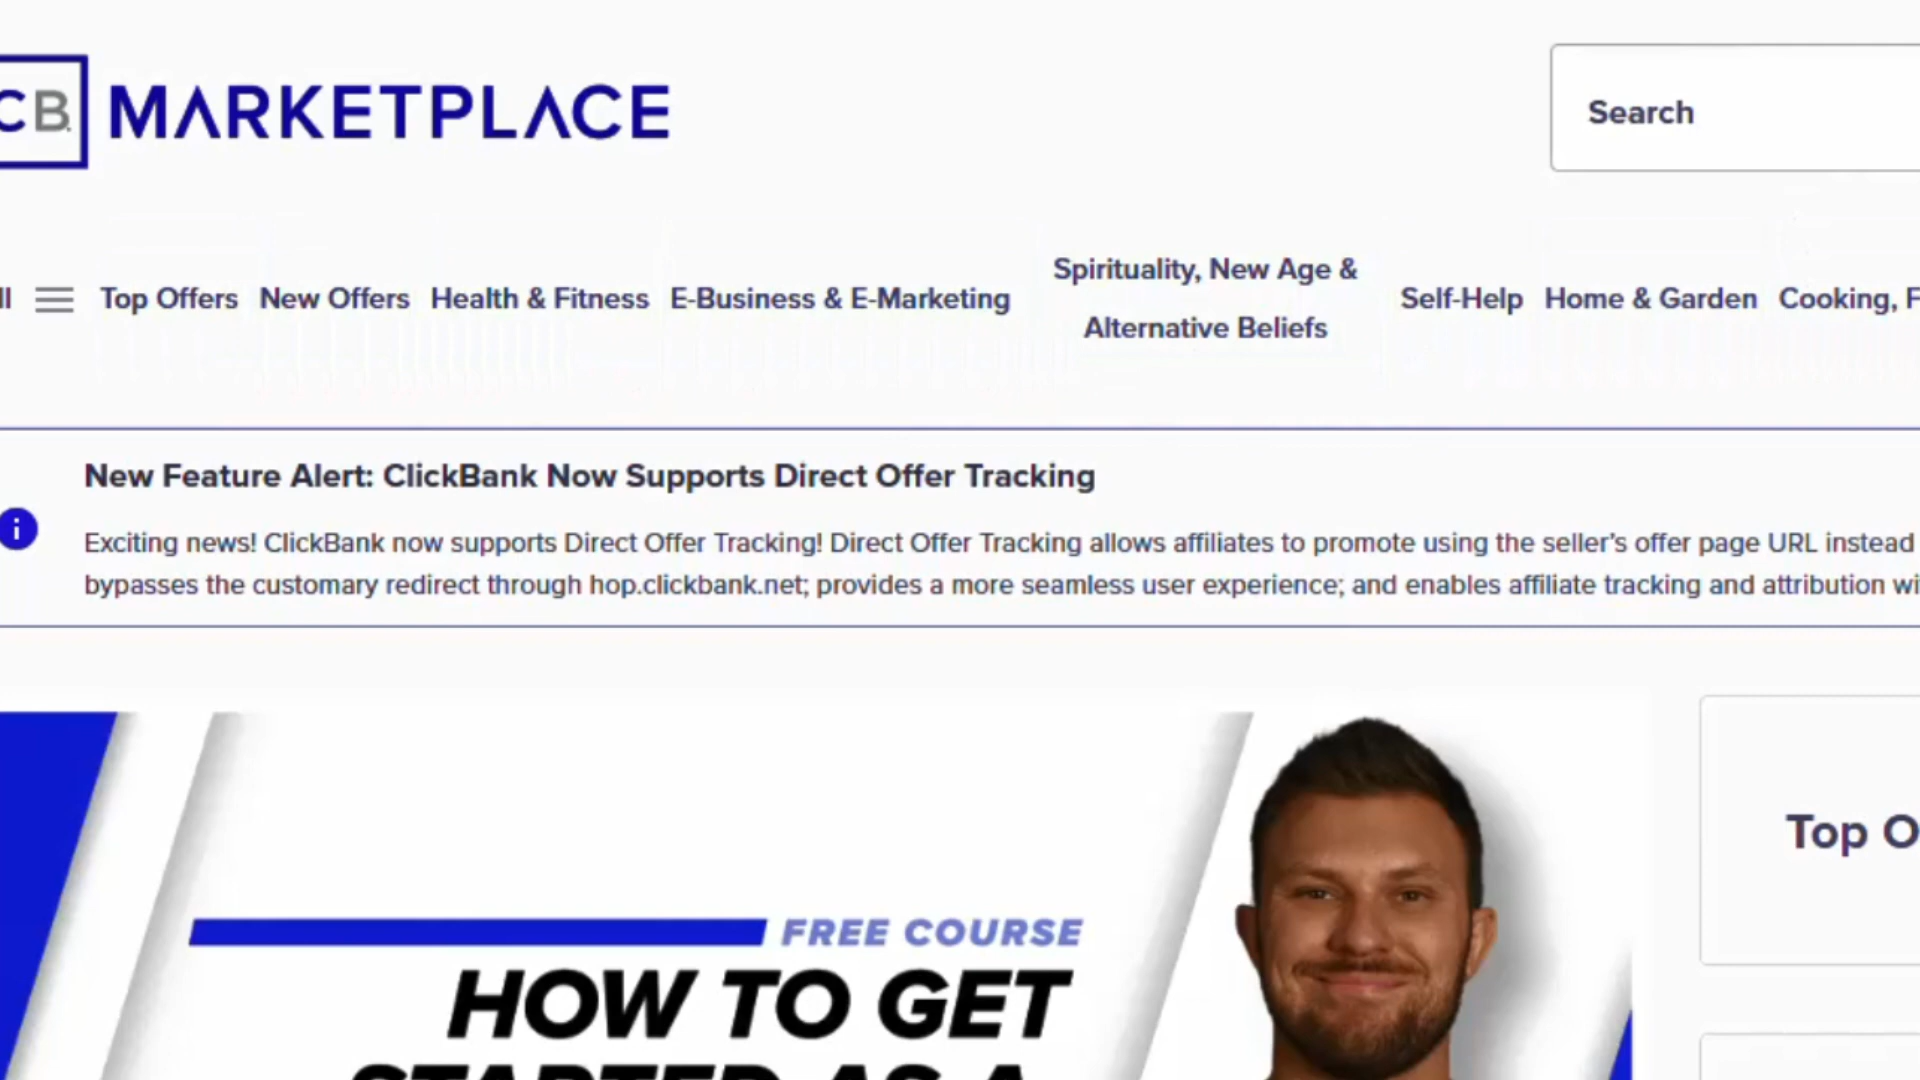 CB MARKETPLACE
Search
Top Offers New Offers Health & Fitness E-Business & E-Marketing Spirituality, New Age & Alternative Beliefs Self-Help Home & Garden Cooking,
New Feature Alert: ClickBank Now Supports Direct Offer Tracking
Exciting news! ClickBank now supports Direct Offer Tracking! Direct Offer Tracking allows affiliates to promote using the seller's offer page URL instead
bypasses the customary redirect through hop.clickbank.net; provides a more seamless user experience; and enables affiliate tracking and attribution
Top
FREE COURSE
HOW TO GET
STARTED AS A